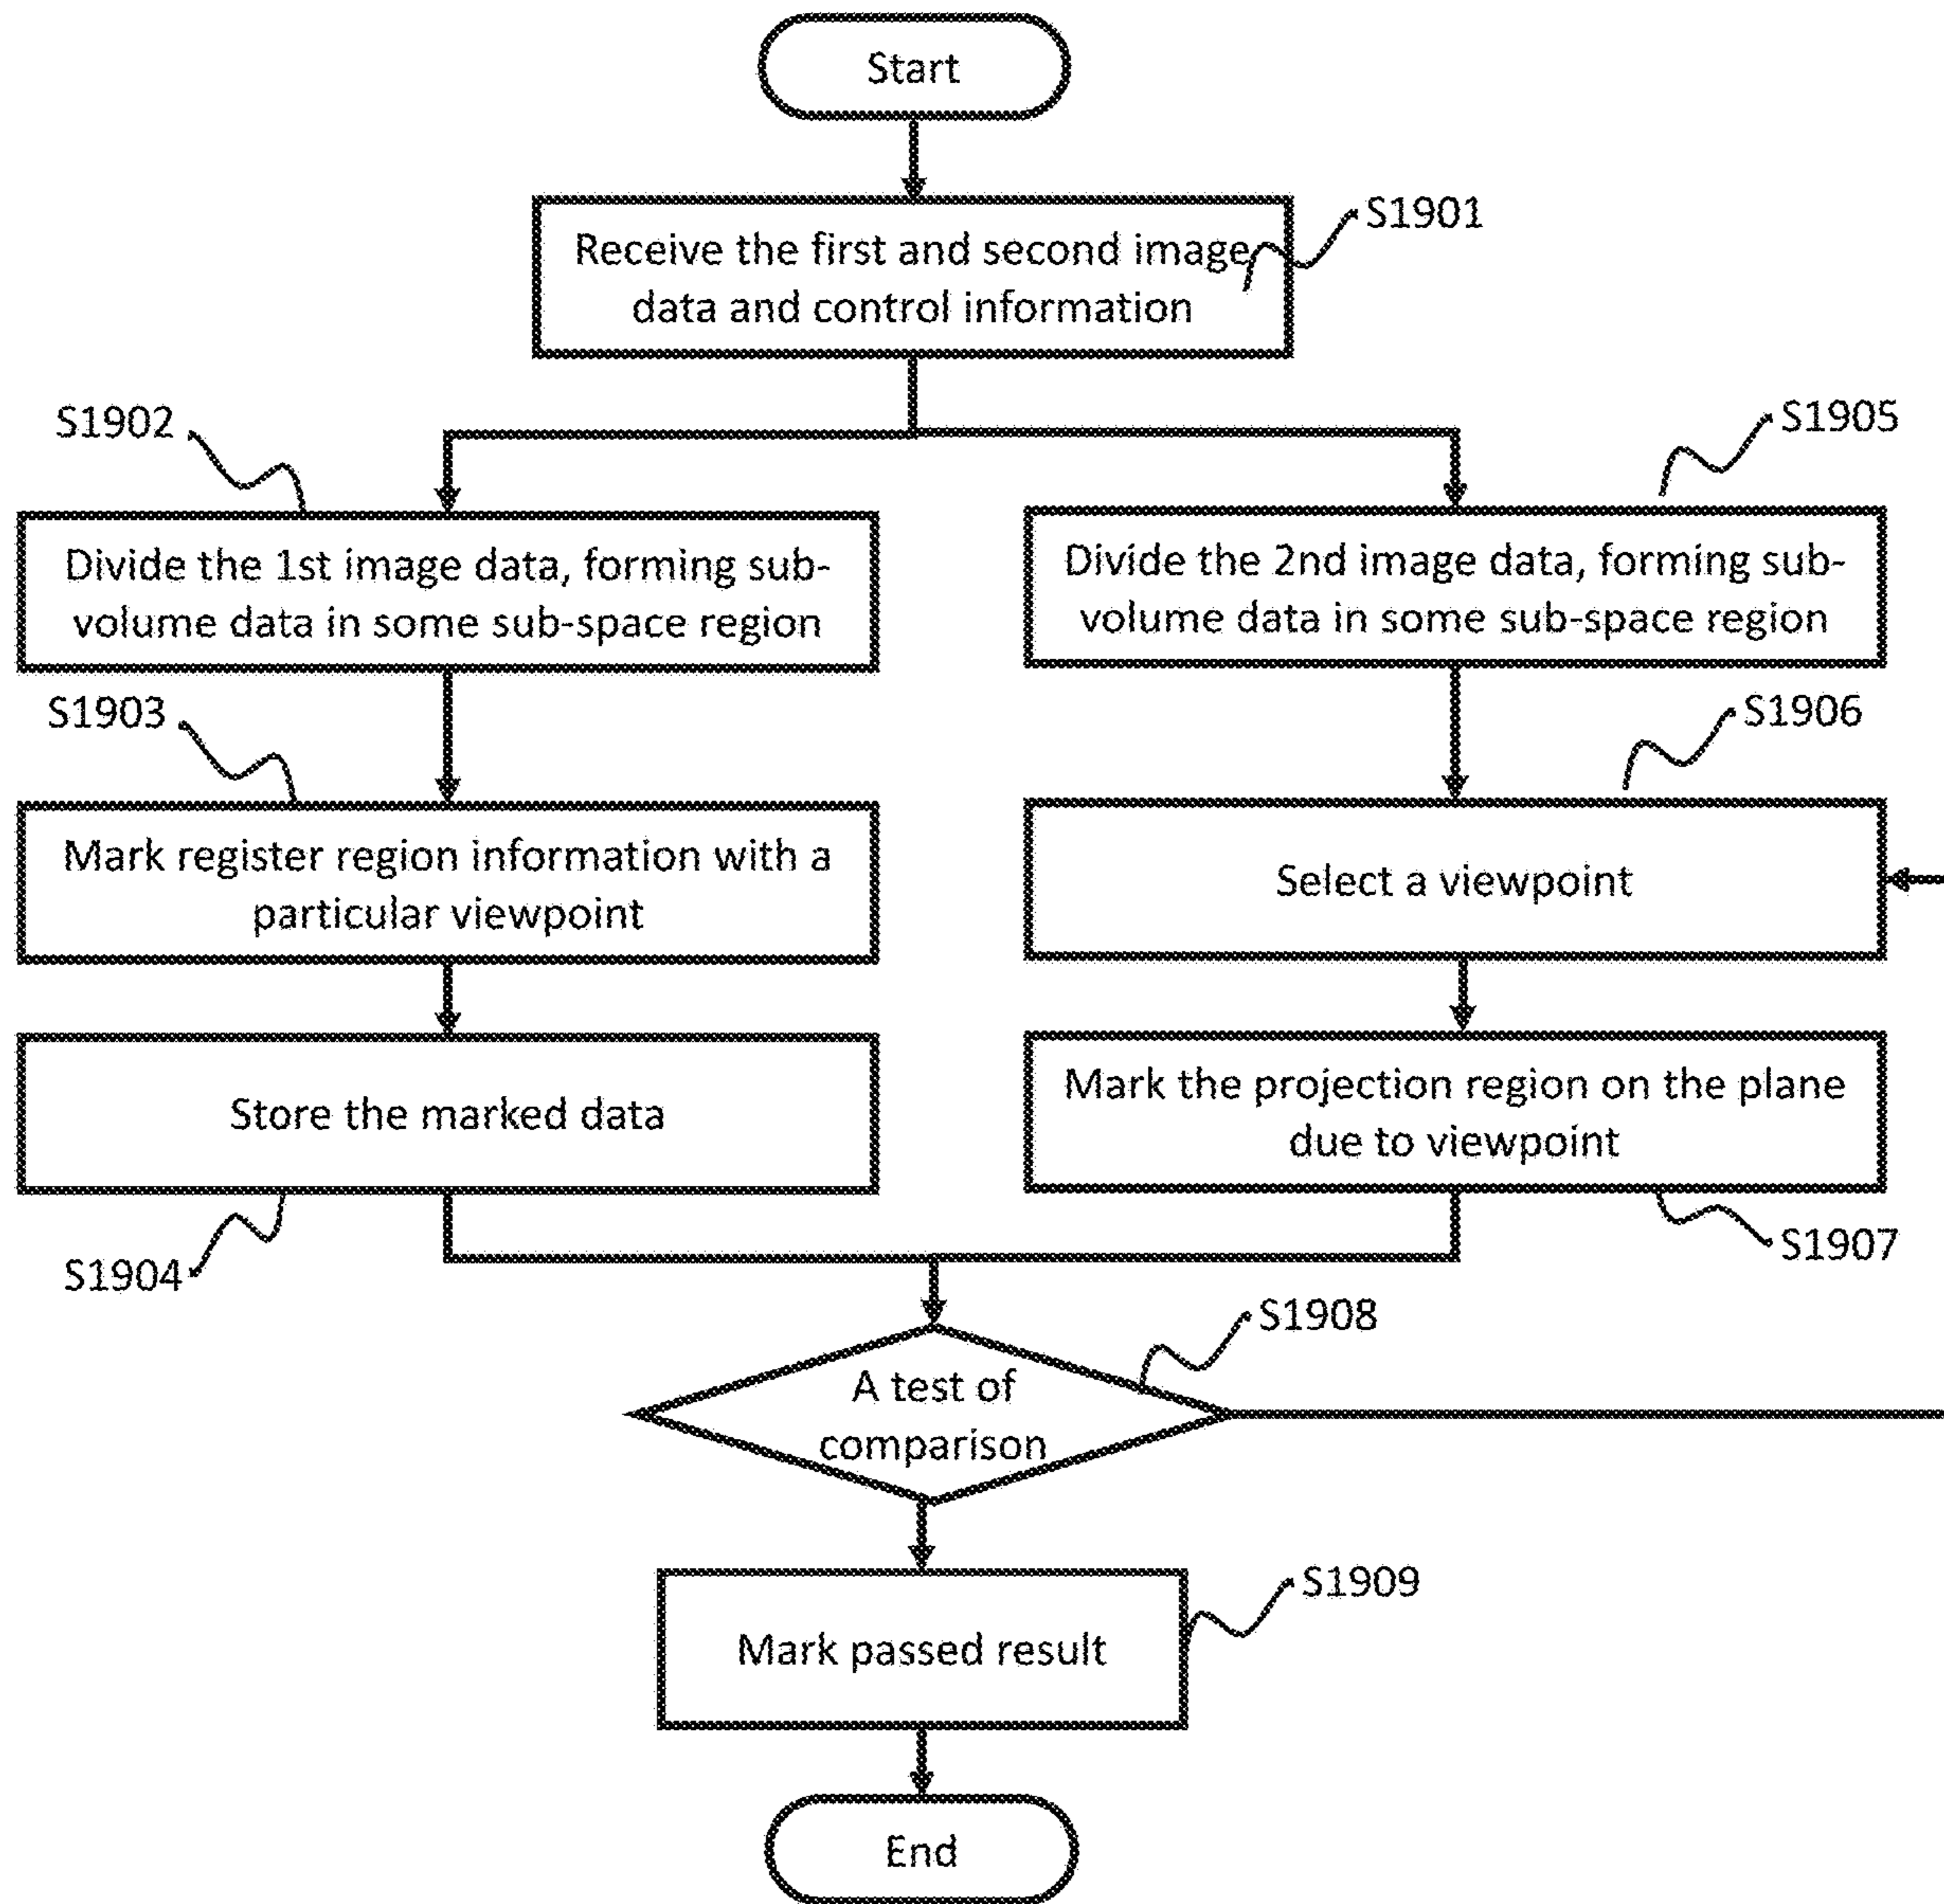 Start
S1901
Receive the first and second image
data and control information
S1902
S1905
Divide the 1st image data, forming sub-
volume data in some sub-space region
Divide the 2nd image data, forming sub-
volume data in some sub-space region
S1903
S1906
Mark register region information with a
particular viewpoint
Select a viewpoint
Store the marked data
Mark the projection region on the plane
due to viewpoint
S1904
S1907
S1908
A test of
comparison
S1909
Mark passed result
End